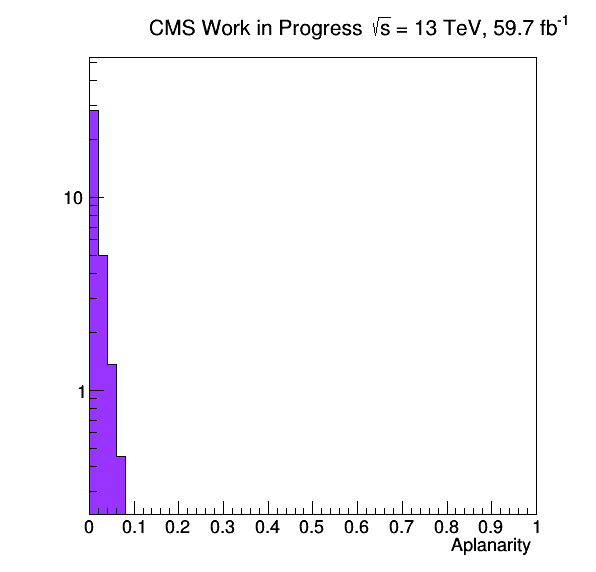 CMS Work in Progress √s = 13 TeV, 59.7 fb⁻¹
10
1
0 0.1 0.2 0.3 0.4 0.5 0.6 0.7 0.8 0.9 1
Aplanarity